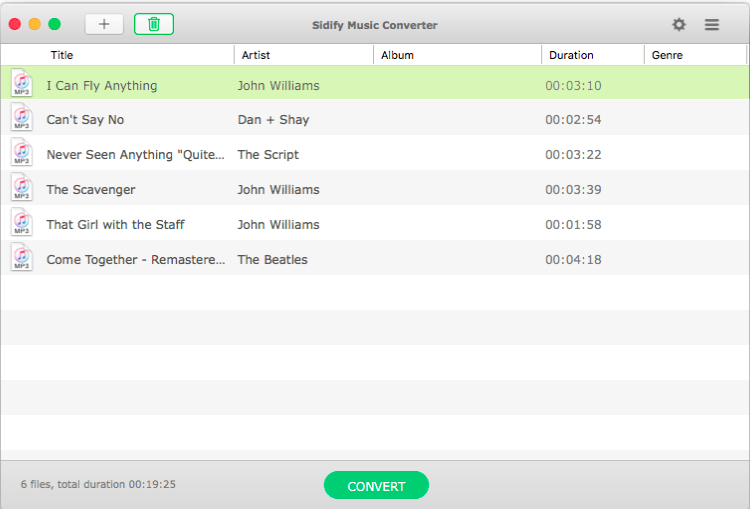 Sidify Music Converter
Title Artist Album Duration Genre
MP3 I Can Fly Anything John Williams 00:03:10
MP3 Can't Say No Dan + Shay 00:02:54
MP3 Never Seen Anything "Quite... The Script 00:03:22
MP3 The Scavenger John Williams 00:03:39
MP3 That Girl with the Staff John Williams 00:01:58
MP3 Come Together - Remastere... The Beatles 00:04:18
6 files, total duration 00:19:25 CONVERT